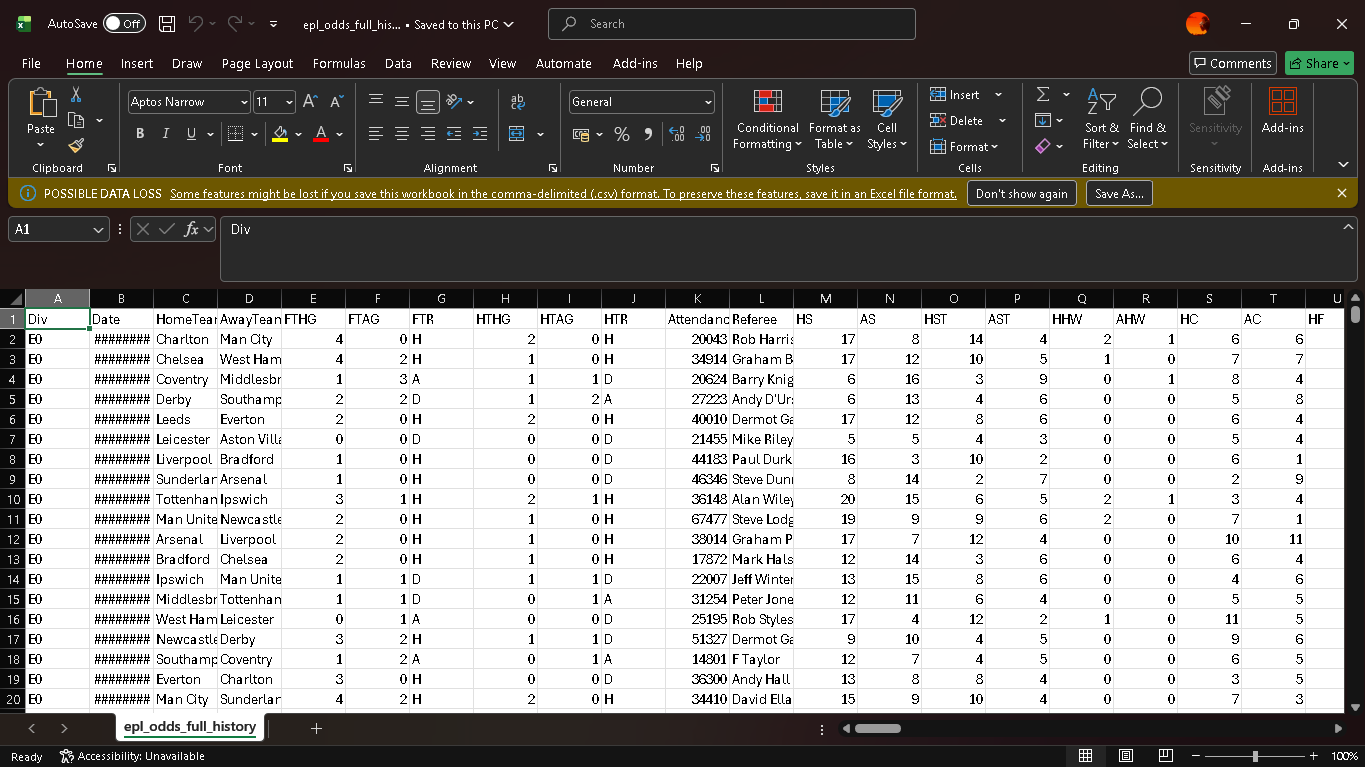 AutoSave Off epl_odds_full_his... • Saved to this PC Search
File Home Insert Draw Page Layout Formulas Data Review View Automate Add-ins Help Comments Share
Paste Aptos Narrow 11 A A ab General Conditional Formatting Format as Table Cell Styles Insert Delete Format Sort & Filter Find & Select Sensitivity Add-ins
B I U A % 9
Clipboard Font Alignment Number Styles Cells Editing Sensitivity Add-ins
POSSIBLE DATA LOSS Some features might be lost if you save this workbook in the comma-delimited (.csv) format. To preserve these features, save it in an Excel file format. Don't show again Save As...
A1 fx Div
A B C D E F G H I J K L M N O P Q R S T U
1 Div Date HomeTean AwayTean FTHG FTAG FTR HTHG HTAG HTR Attendanc Referee HS AS HST AST HHW AHW HC AC HF
2 E0 ######## Charlton Man City 4 0 H 2 0 H 20043 Rob Harris 17 8 14 4 2 1 6 6
3 E0 ######## Chelsea West Ham 4 2 H 1 0 H 34914 Graham B 17 12 10 5 1 0 7 7
4 E0 ######## Coventry Middlesbr 1 3 A 1 1 D 20624 Barry Knig 6 16 3 9 0 1 8 4
5 E0 ######## Derby Southamp 2 2 D 1 2 A 27223 Andy D'Ur 6 13 4 6 0 0 5 8
6 E0 ######## Leeds Everton 2 0 H 2 0 H 40010 Dermot Ga 17 12 8 6 0 0 6 4
7 E0 ######## Leicester Aston Villa 0 0 D 0 0 D 21455 Mike Riley 5 5 4 3 0 0 5 4
8 E0 ######## Liverpool Bradford 1 0 H 0 0 D 44183 Paul Durk 16 3 10 2 0 0 6 1
9 E0 ######## Sunderlar Arsenal 1 0 H 0 0 D 46346 Steve Dun 8 14 2 7 0 0 2 9
10 E0 ######## Tottenhan Ipswich 3 1 H 2 1 H 36148 Alan Wiley 20 15 6 5 2 1 3 4
11 E0 ######## Man Unite Newcastle 2 0 H 1 0 H 67477 Steve Lodg 19 9 9 6 2 0 7 1
12 E0 ######## Arsenal Liverpool 2 0 H 1 0 H 38014 Graham P 17 7 12 4 0 0 10 11
13 E0 ######## Bradford Chelsea 2 0 H 1 0 H 17872 Mark Hals 12 14 3 6 0 0 6 4
14 E0 ######## Ipswich Man Unite 1 1 D 1 1 D 22007 Jeff Winter 13 15 8 6 0 0 4 6
15 E0 ######## Middlesbr Tottenhan 1 1 D 0 1 A 31254 Peter Jone 12 11 6 4 0 0 5 5
16 E0 ######## West Ham Leicester 0 1 A 0 0 D 25195 Rob Styles 17 4 12 2 1 0 11 5
17 E0 ######## Newcastle Derby 3 2 H 1 1 D 51327 Dermot Ga 9 10 4 5 0 0 9 6
18 E0 ######## Southamp Coventry 1 2 A 0 1 A 14801 F Taylor 12 7 4 5 0 0 6 5
19 E0 ######## Everton Charlton 3 0 H 0 0 D 36300 Andy Hall 13 8 8 4 0 0 3 5
20 E0 ######## Man City Sunderlar 4 2 H 2 0 H 34410 David Ella 15 9 10 4 0 0 7 3
epl_odds_full_history
Ready Accessibility: Unavailable 100%